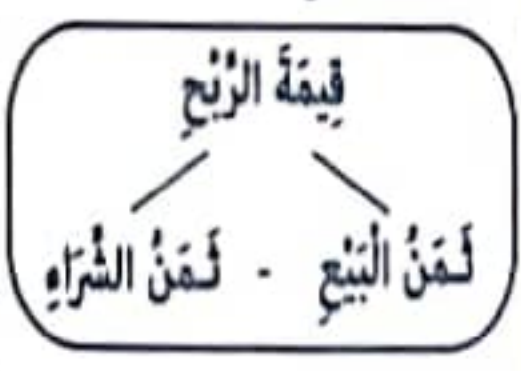 قِيمَةَ الرِّبْحِ
ثَمَنُ الْبَيْعِ - ثَمَنُ الشِّرَاءِ